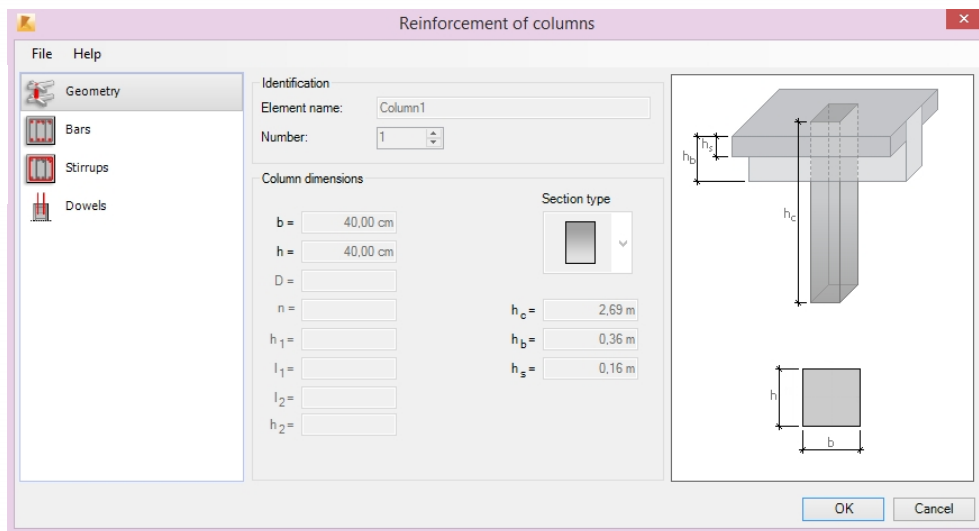 Reinforcement of columns
File Help
Geometry
Bars
Stirrups
Dowels
Identification
Element name: Column1
Number: 1
Column dimensions
b = 40,00 cm
h = 40,00 cm
D =
n =
h1=
l1=
l2=
h2=
Section type
hc= 2,69 m
hb= 0,36 m
hs= 0,16 m
hs
hb
hc
h
b
OK Cancel